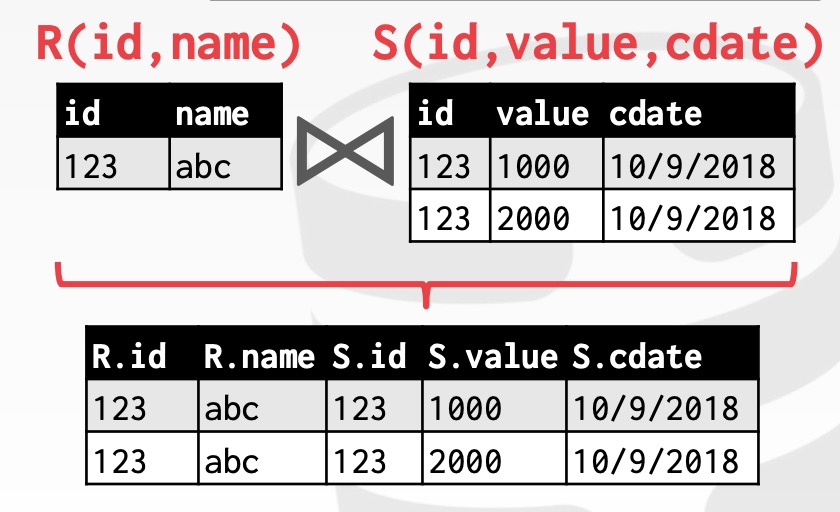 R(id,name) S(id,value,cdate)
id name id value cdate
123 abc 123 1000 10/9/2018
123 2000 10/9/2018
R.id R.name S.id S.value S.cdate
123 abc 123 1000 10/9/2018
123 abc 123 2000 10/9/2018